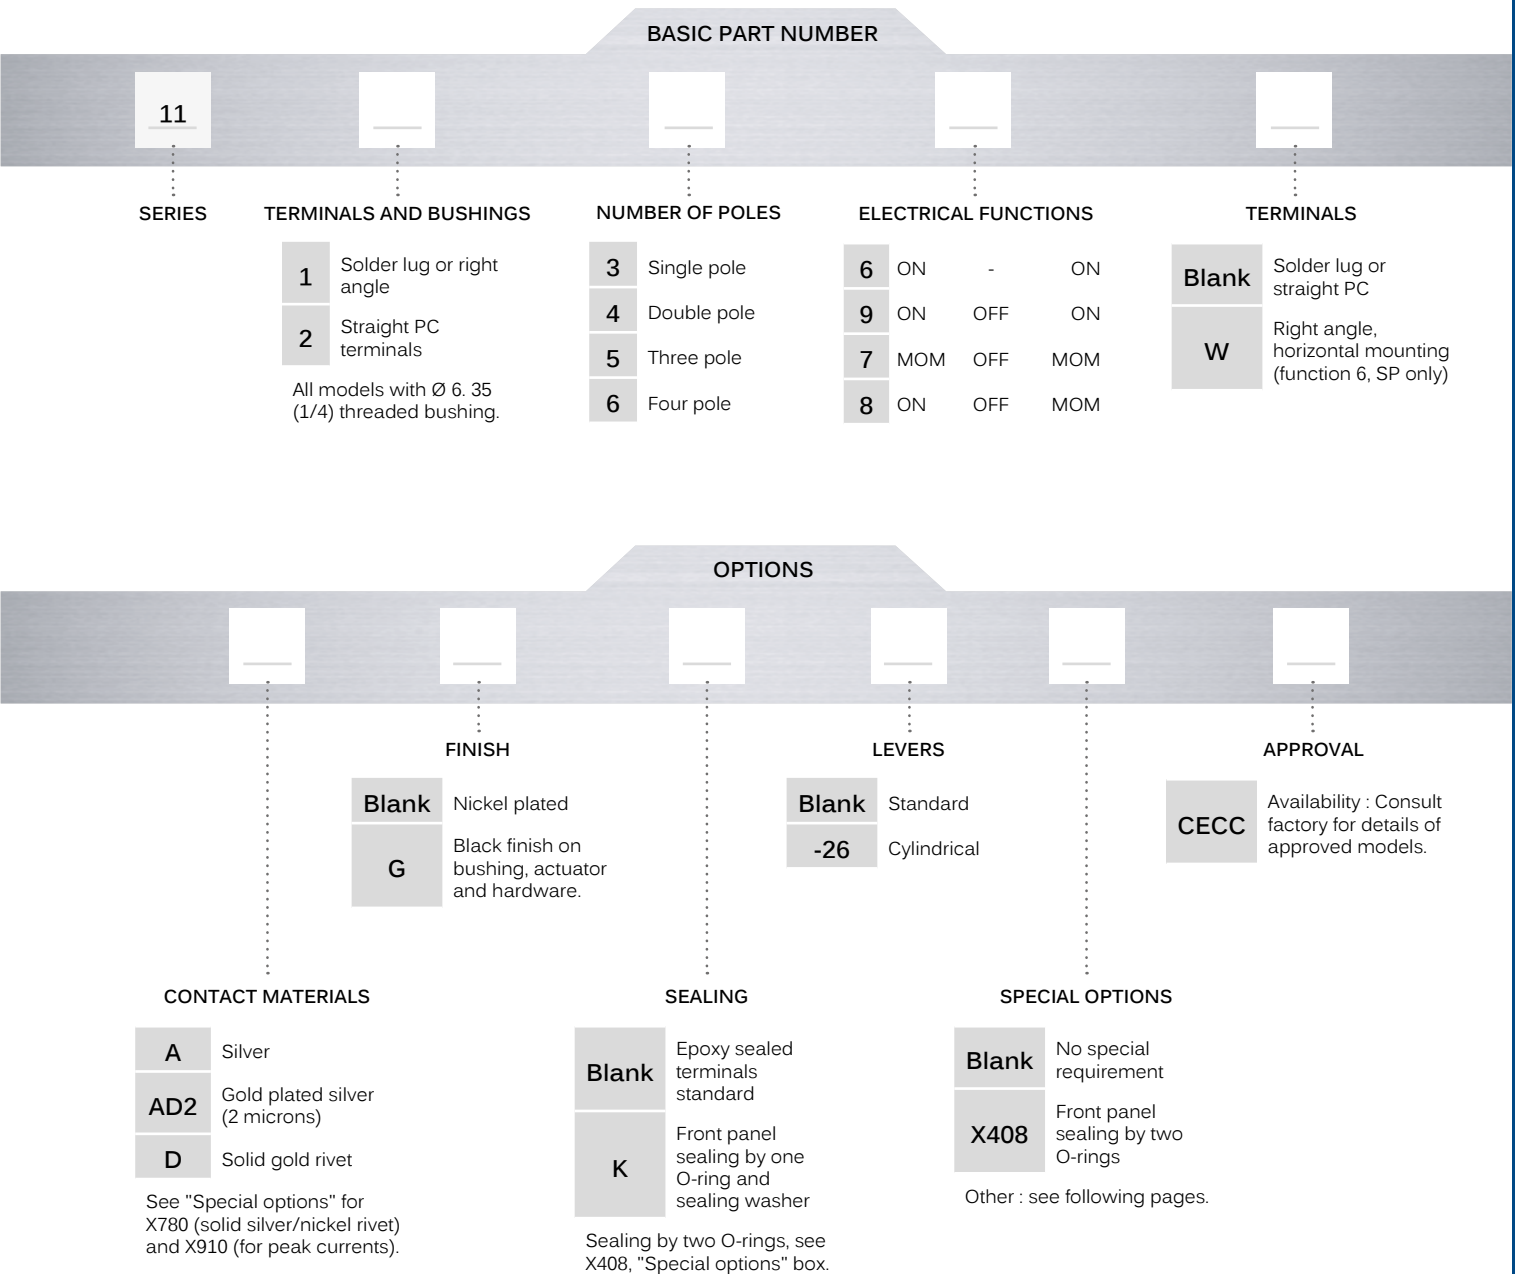 BASIC PART NUMBER
11
SERIES
TERMINALS AND BUSHINGS
1 Solder lug or right
angle
2 Straight PC
terminals
All models with Ø 6. 35
(1/4) threaded bushing.
NUMBER OF POLES
3 Single pole
4 Double pole
5 Three pole
6 Four pole
ELECTRICAL FUNCTIONS
6 ON - ON
9 ON OFF ON
7 MOM OFF MOM
8 ON OFF MOM
TERMINALS
Blank Solder lug or
straight PC
W Right angle,
horizontal mounting
(function 6, SP only)
OPTIONS
FINISH
Blank Nickel plated
G Black finish on
bushing, actuator
and hardware.
LEVERS
Blank Standard
-26 Cylindrical
APPROVAL
CECC Availability : Consult
factory for details of
approved models.
CONTACT MATERIALS
A Silver
AD2 Gold plated silver
(2 microns)
D Solid gold rivet
See "Special options" for
X780 (solid silver/nickel rivet)
and X910 (for peak currents).
SEALING
Blank Epoxy sealed
terminals
standard
K Front panel
sealing by one
O-ring and
sealing washer
Sealing by two O-rings, see
X408, "Special options" box.
SPECIAL OPTIONS
Blank No special
requirement
X408 Front panel
sealing by two
O-rings
Other : see following pages.